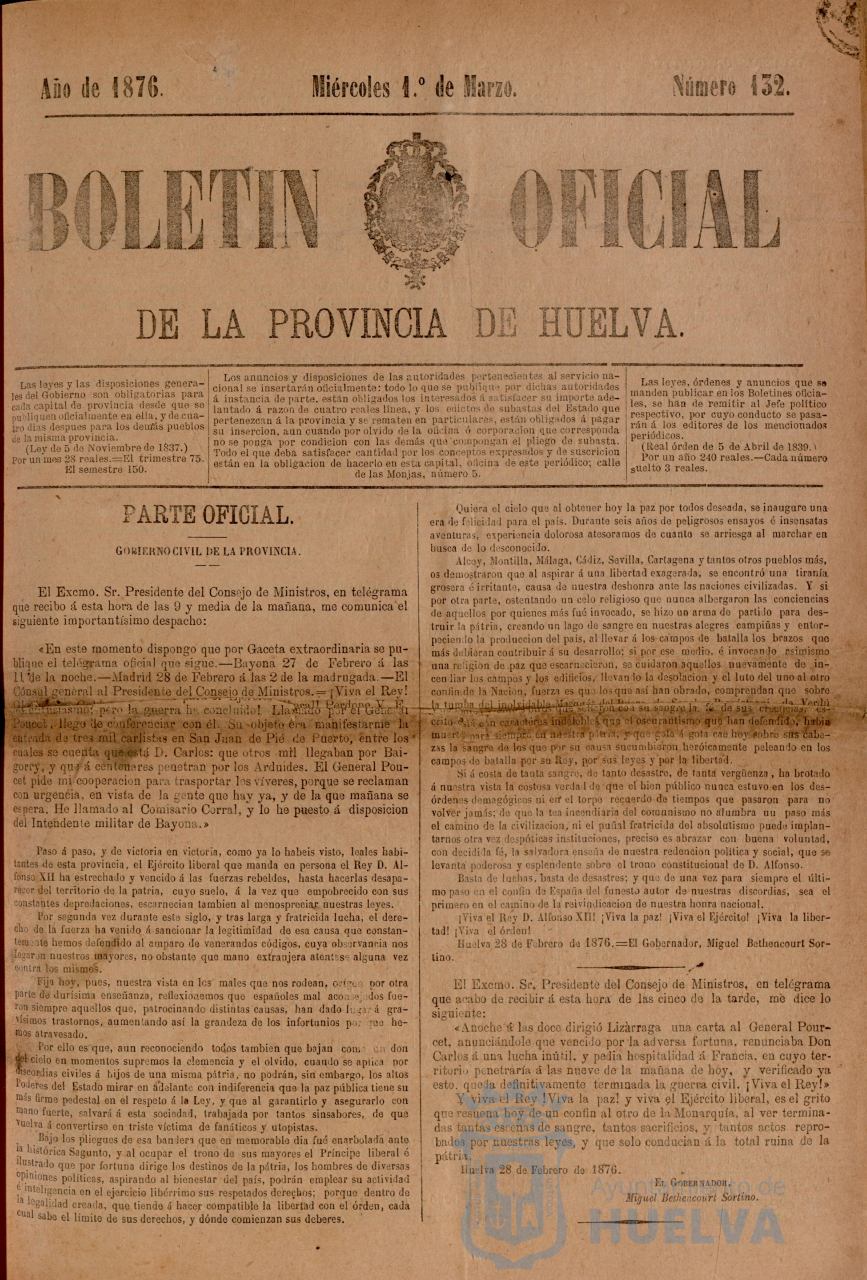 Año de 1876.
Miércoles 1.º de Marzo.
Número 132.
BOLETIN OFICIAL
DE LA PROVINCIA DE HUELVA.
Las leyes y las disposiciones genera-
les del Gobierno son obligatorias para
cada capital de provincia desde que se
publiquen oficialmente en ella, y de cua-
tro dias despues para los demás pueblos
de la misma provincia.
(Ley de 5 de Noviembre de 1837.)
Por un mes 28 reales.=El trimestre 75.
El semestre 150.
Los anuncios y disposiciones de las autoridades pertenecientes al servicio na-
cional se insertarán oficialmente: todo lo que se publique por dichas autoridades
á instancia de parte, están obligados los interesados á satisfacer su importe ade-
lantado á razon de cuatro reales línea, y los edictos de subastas del Estado que
pertenezcan á la provincia y se rematen en particulares, están obligados á pagar
su insercion, aun cuando por olvido de la oficina ó corporacion que corresponda
no se ponga por condicion con las demás que compongan el pliego de subasta.
Todo el que deba satisfacer cantidad por los conceptos expresados y de suscricion
están en la obligacion de hacerlo en esta capital, oficina de este periódico; calle
de las Monjas, número 5.
Las leyes, órdenes y anuncios que se
manden publicar en los Boletines oficia-
les, se han de remitir al Jefe político
respectivo, por cuyo conducto se pasa-
rán á los editores de los mencionados
periódicos.
(Real órden de 5 de Abril de 1839.)
Por un año 240 reales.—Cada número
suelto 3 reales.
PARTE OFICIAL.
GOBIERNO CIVIL DE LA PROVINCIA.
El Excmo. Sr. Presidente del Consejo de Ministros, en telégrama
que recibo á esta hora de las 9 y media de la mañana, me comunica el
siguiente importantísimo despacho:
«En este momento dispongo que por Gaceta extraordinaria se pu-
blique el telégrama oficial que sigue.—Bayona 27 de Febrero á las
11 de la noche.—Madrid 28 de Febrero á las 2 de la madrugada.—El
Cónsul general al Presidente del Consejo de Ministros.=¡Viva el Rey!
pero la guerra ha concluido! Llamado por el General
Poucet, llego de conferenciar con él. Su objeto era manifestarme la
entrada de tres mil carlistas en San Juan de Pié de Puerto, entre los
cuales se cuenta que está D. Carlos: que otros mil llegaban por Bai-
gorry, y que á centenares penetran por los Arduides. El General Pou-
cet pide mi cooperacion para trasportar los víveres, porque se reclaman
con urgencia, en vista de la gente que hay ya, y de la que mañana se
espera. He llamado al Comisario Corral, y lo he puesto á disposicion
del Intendente militar de Bayona.»
Paso á paso, y de victoria en victoria, como ya lo habeis visto, leales habi-
tantes de esta provincia, el Ejército liberal que manda en persona el Rey D. Al-
fonso XII ha estrechado y vencido á las fuerzas rebeldes, hasta hacerlas desapa-
recer del territorio de la patria, cuyo suelo, á la vez que empobrecido con sus
constantes depredaciones, escarnecian tambien al menospreciar nuestras leyes.
Por segunda vez durante este siglo, y tras larga y fratricida lucha, el dere-
cho de la fuerza ha venido á sancionar la legitimidad de esa causa que constan-
temente hemos defendido al amparo de venerandos códigos, cuya observancia nos
legaron nuestros mayores, no obstante que mano extranjera atentase alguna vez
contra los mismos.
Fija hoy, pues, nuestra vista en los males que nos rodean, orígen por otra
parte de durísima enseñanza, reflexionemos que españoles mal aconsejados fue-
ron siempre aquellos que, patrocinando distintas causas, han dado lugar á gra-
vísimos trastornos, aumentando así la grandeza de los infortunios por que he-
mos atravesado.
Por ello es que, aun reconociendo todos tambien que bajan como un don
del cielo en momentos supremos la clemencia y el olvido, cuando se aplica por
discordias civiles á hijos de una misma pátria, no podrán, sin embargo, los altos
Poderes del Estado mirar en adelante con indiferencia que la paz pública tiene su
más firme pedestal en el respeto á la Ley, y que al garantirlo y asegurarlo con
mano fuerte, salvará á esta sociedad, trabajada por tantos sinsabores, de que
vuelva á convertirse en triste víctima de fanáticos y utopistas.
Bajo los pliegues de esa bandera que en memorable dia fué enarbolada ante
la histórica Sagunto, y al ocupar el trono de sus mayores el Príncipe liberal é
ilustrado que por fortuna dirige los destinos de la pátria, los hombres de diversas
opiniones políticas, aspirando al bienestar del país, podrán emplear su actividad
é inteligencia en el ejercicio libérrimo sus respetados derechos; porque dentro de
la legalidad creada, que tiende á hacer compatible la libertad con el órden, cada
cual sabe el límite de sus derechos, y dónde comienzan sus deberes.
Quiera el cielo que al obtener hoy la paz por todos deseada, se inaugure una
era de felicidad para el país. Durante seis años de peligrosos ensayos é insensatas
aventuras, experiencia dolorosa atesoramos de cuanto se arriesga al marchar en
busca de lo desconocido.
Alcoy, Montilla, Málaga, Cádiz, Sevilla, Cartagena y tantos otros pueblos más,
os demostraron que al aspirar á una libertad exagerada, se encontró una tiranía
grosera é irritante, causa de nuestra deshonra ante las naciones civilizadas. Y si
por otra parte, ostentando un celo religioso que nunca albergaron las conciencias
de aquellos por quienes más fué invocado, se hizo un arma de partido para des-
truir la pátria, creando un lago de sangre en nuestras alegres campiñas y entor-
peciendo la produccion del país, al llevar á los campos de batalla los brazos que
más debieran contribuir á su desarrollo; si por ese medio, é invocando asimismo
una religion de paz que escarnecieron, se cuidaron aquellos nuevamente de in-
cendiar los campos y los edificios, llevando la desolacion y el luto del uno al otro
confin de la Nacion, fuerza es que los que así han obrado, comprendan que sobre
la tumba del inolvidable
crito está con caractéres indelebles que el oscurantismo que han defendido, habia
muerto para siempre en nuestra pátria, y que gota á gota cae hoy sobre sus cabe-
zas la sangre de los que por su causa sucumbieron heróicamente peleando en los
campos de batalla por su Rey, por sus leyes y por la libertad.
Si á costa de tanta sangre, de tanto desastre, de tanta vergüenza, ha brotado
á nuestra vista la costosa verdad de que el bien público nunca estuvo en los des-
órdenes demagógicos ni en el torpe recuerdo de tiempos que pasaron para no
volver jamás; de que la tea incendiaria del comunismo no alumbra un paso más
el camino de la civilizacion, ni el puñal fratricida del absolutismo puede implan-
tarnos otra vez despóticas instituciones, preciso es abrazar con buena voluntad,
con decidida fé, la salvadora enseña de nuestra redencion política y social, que se
levanta poderosa y esplendente sobre el trono constitucional de D. Alfonso.
Basta de luchas, basta de desastres; y que de una vez para siempre el últi-
mo paso en el confin de España del funesto autor de nuestras discordias, sea el
primero en el camino de la reivindicacion de nuestra honra nacional.
¡Viva el Rey D. Alfonso XII! ¡Viva la paz! ¡Viva el Ejército! ¡Viva la liber-
tad! ¡Viva el órden!
Huelva 28 de Febrero de 1876.=El Gobernador, Miguel Bethencourt Sor-
tino.
El Excmo. Sr. Presidente del Consejo de Ministros, en telégrama
que acabo de recibir á esta hora de las cinco de la tarde, me dice lo
siguiente:
«Anoche á las doce dirigió Lizàrraga una carta al General Pour-
cet, anunciándole que vencido por la adversa fortuna, renunciaba Don
Carlos á una lucha inútil, y pedia hospitalidad á Francia, en cuyo ter-
ritorio penetraría á las nueve de la mañana de hoy, y verificado ya
esto, queda definitivamente terminada la guerra civil. ¡Viva el Rey!»
Y viva el Rey! ¡Viva la paz! y viva el Ejército liberal, es el grito
que resuena hoy de un confin al otro de la Monarquía, al ver termina-
das tantas escenas de sangre, tantos sacrificios, y tantos actos repro-
bados por nuestras leyes, y que solo conducian á la total ruina de la
pátria.
Huelva 28 de Febrero de 1876.
EL GOBERNADOR,
Miguel Bethencourt Sortino.
Ayuntamiento de
HUELVA